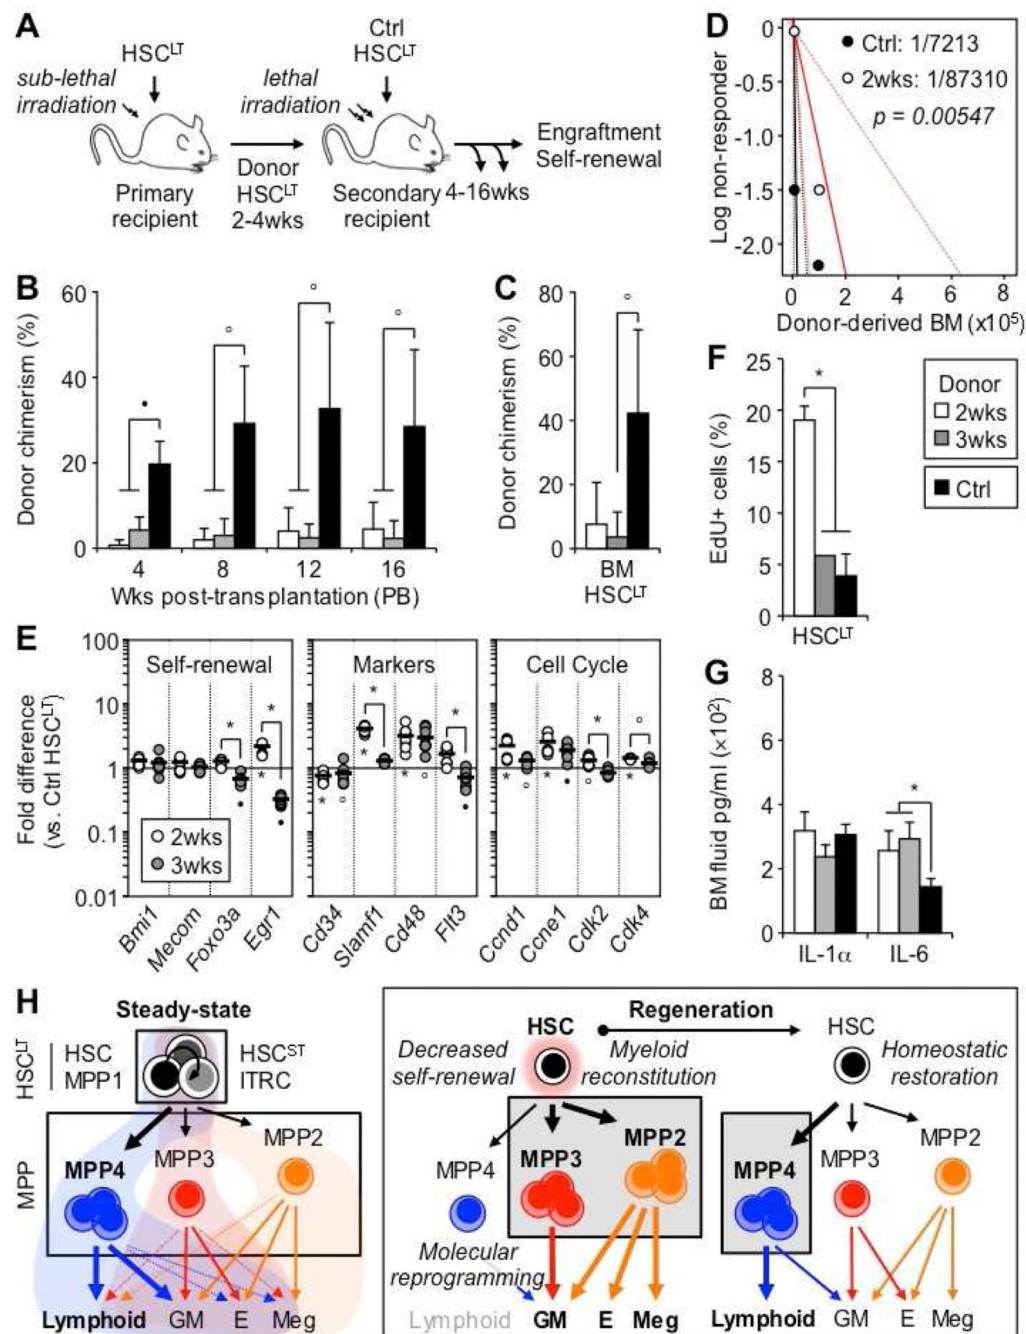 A
HSCLT
sub-lethal
irradiation
Primary
recipient
Donor
HSCLT
2-4wks
Ctrl
HSCLT
lethal
irradiation
Secondary
recipient
4-16wks
Engraftment
Self-renewal
D
Log non-responder
0
-0.5
-1.0
-1.5
-2.0
Ctrl: 1/7213
2wks: 1/87310
p = 0.00547
0 2 4 6 8
Donor-derived BM (x10⁵)
B
Donor chimerism (%)
60
40
20
0
4 8 12 16
Wks post-transplantation (PB)
C
Donor chimerism (%)
80
60
40
20
0
BM
HSCLT
F
EdU+ cells (%)
25
20
15
10
5
0
*
HSCLT
Donor
2wks
3wks
Ctrl
E
Fold difference
(vs. Ctrl HSCLT)
100
10
1
0.1
0.01
Self-renewal
* *
*
2wks
3wks
Bmi1 Mecom Foxo3a Egr1
Markers
* *
* * *
Cd34 Slamf1 Cd48 Flt3
Cell Cycle
*
* * * *
Ccnd1 Ccne1 Cdk2 Cdk4
G
BM fluid pg/ml (x10²)
8
6
4
2
0
*
IL-1α IL-6
H
Steady-state
HSCLT
HSC
MPP1
HSCST
ITRC
MPP
MPP4
MPP3
MPP2
Lymphoid GM E Meg
Regeneration
HSC
Decreased
self-renewal
Myeloid
reconstitution
MPP4
MPP3
MPP2
Molecular
reprogramming
Lymphoid GM E Meg
HSC
Homeostatic
restoration
MPP4
MPP3
MPP2
Lymphoid GM E Meg